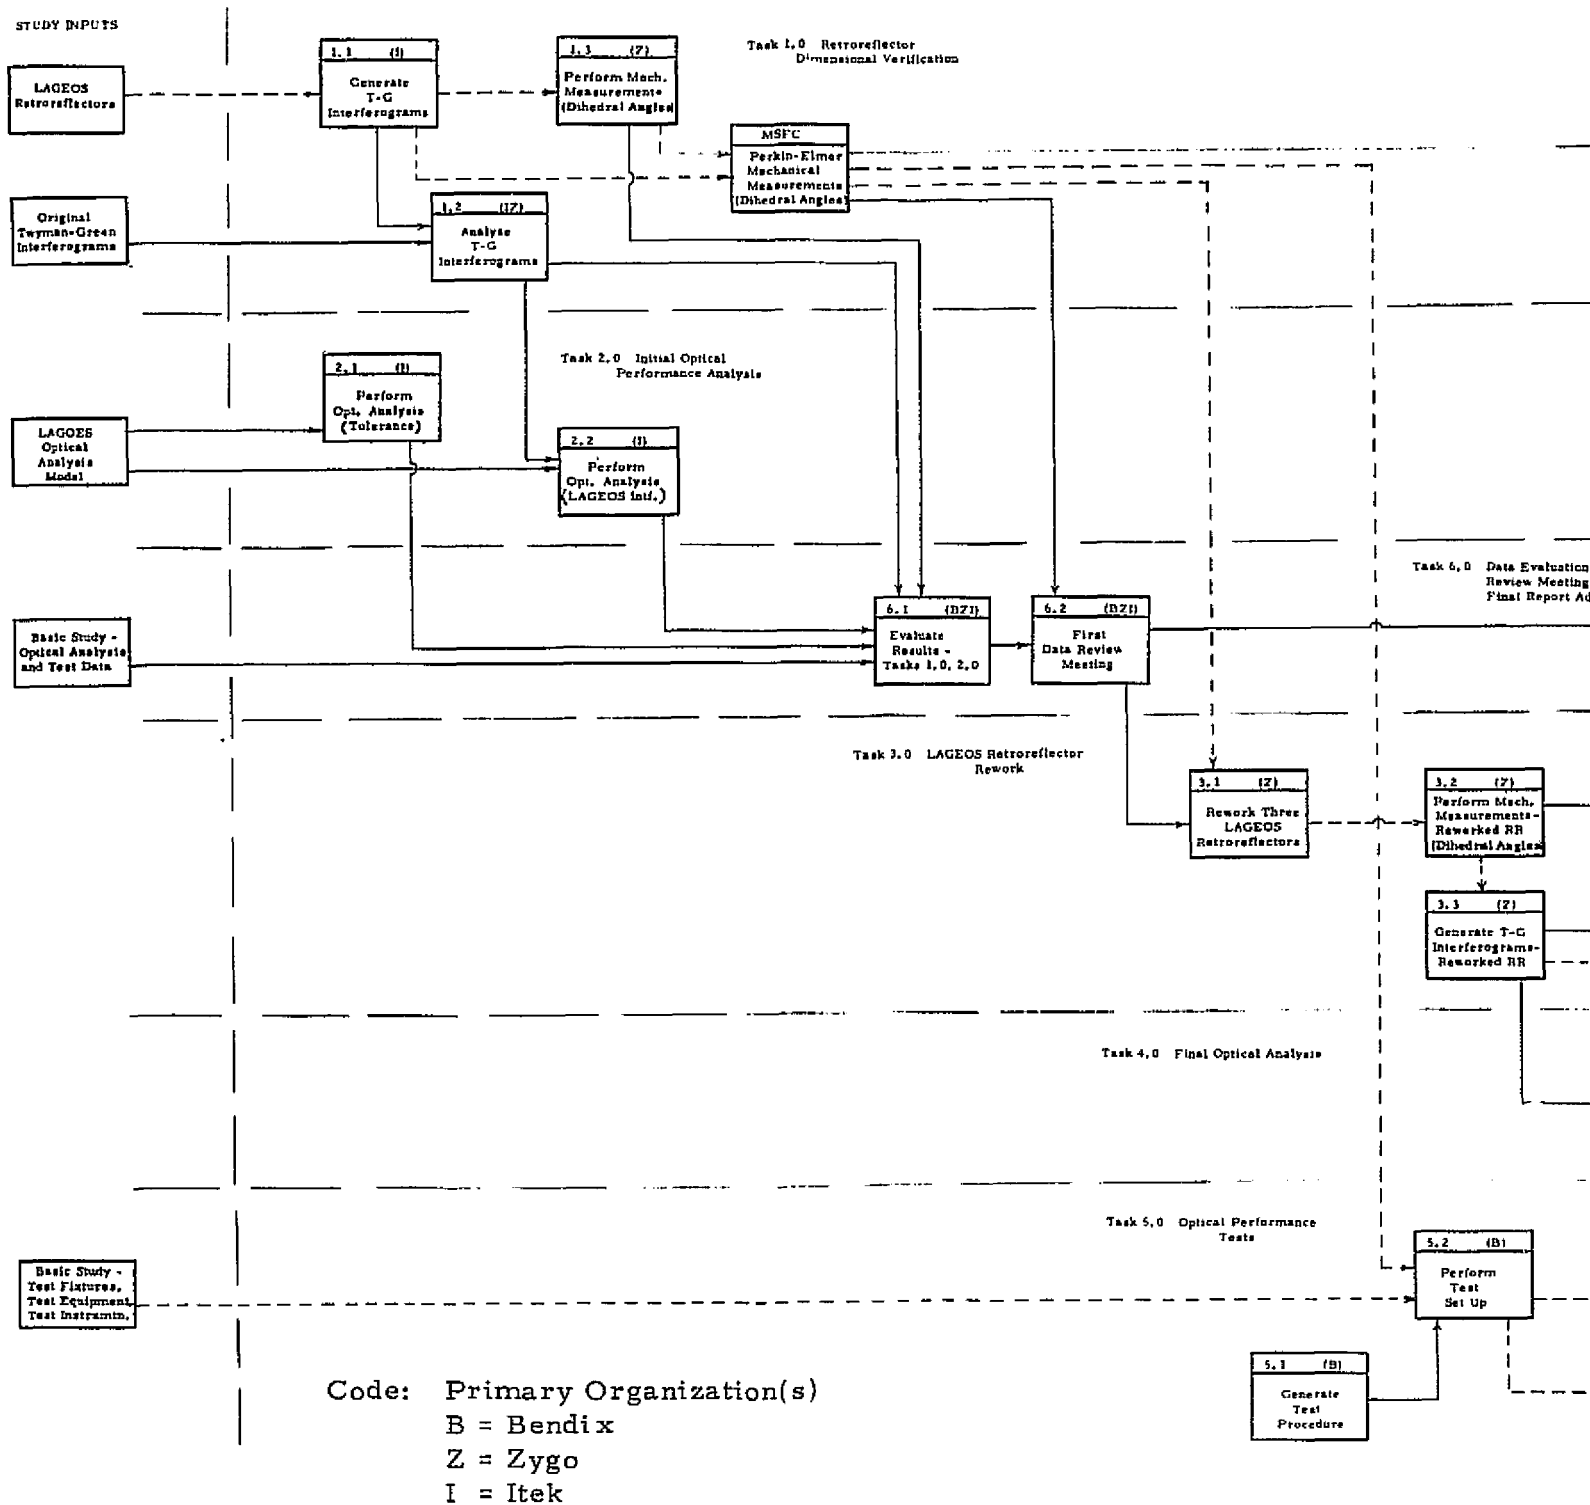 STUDY INPUTS
LAGEOS
Retroreflectors
1.1 (I)
Generate
T-G
Interferograms
1.3 (Z)
Perform Mech.
Measurements
(Dihedral Angles)
Task 1.0 Retroreflector
Dimensional Verification
MSFC
Perkin-Elmer
Mechanical
Measurements
(Dihedral Angles)
Original
Twyman-Green
Interferograms
1.2 (IZ)
Analyse
T-G
Interferograms
Task 2.0 Initial Optical
Performance Analysis
2.1 (I)
Perform
Opt. Analysis
(Tolerance)
LAGOES
Optical
Analysis
Model
2.2 (I)
Perform
Opt. Analysis
(LAGEOS Intf.)
Task 6.0 Data Evaluation
Review Meeting
Final Report Ad
Basic Study -
Optical Analysis
and Test Data
6.1 (BZI)
Evaluate
Results -
Tasks 1.0, 2.0
6.2 (BZI)
First
Data Review
Meeting
Task 3.0 LAGEOS Retroreflector
Rework
3.1 (Z)
Rework Three
LAGEOS
Retroreflectors
3.2 (Z)
Perform Mech.
Measurements-
Reworked RR
(Dihedral Angles
3.3 (Z)
Generate T-G
Interferograms-
Reworked RR
Task 4.0 Final Optical Analysis
Task 5.0 Optical Performance
Tests
Basic Study -
Test Fixtures,
Test Equipment,
Test Instramtn.
5.2 (B)
Perform
Test
Set Up
5.1 (B)
Generate
Test
Procedure
Code: Primary Organization(s)
B = Bendix
Z = Zygo
I = Itek